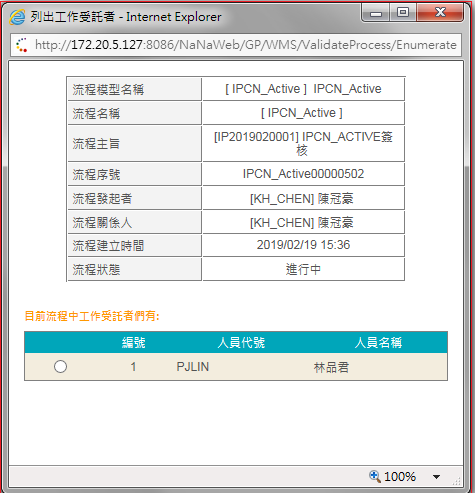 列出工作受託者 - Internet Explorer
http://172.20.5.127:8086/NaNaWeb/GP/WMS/ValidateProcess/Enumerate
流程模型名稱 [ IPCN_Active ] IPCN_Active
流程名稱 [ IPCN_Active ]
流程主旨 [IP2019020001] IPCN_ACTIVE簽
核
流程序號 IPCN_Active00000502
流程發起者 [KH_CHEN] 陳冠豪
流程關係人 [KH_CHEN] 陳冠豪
流程建立時間 2019/02/19 15:36
流程狀態 進行中
目前流程中工作受託者們有:
編號 人員代號 人員名稱
1 PJLIN 林品君
100%